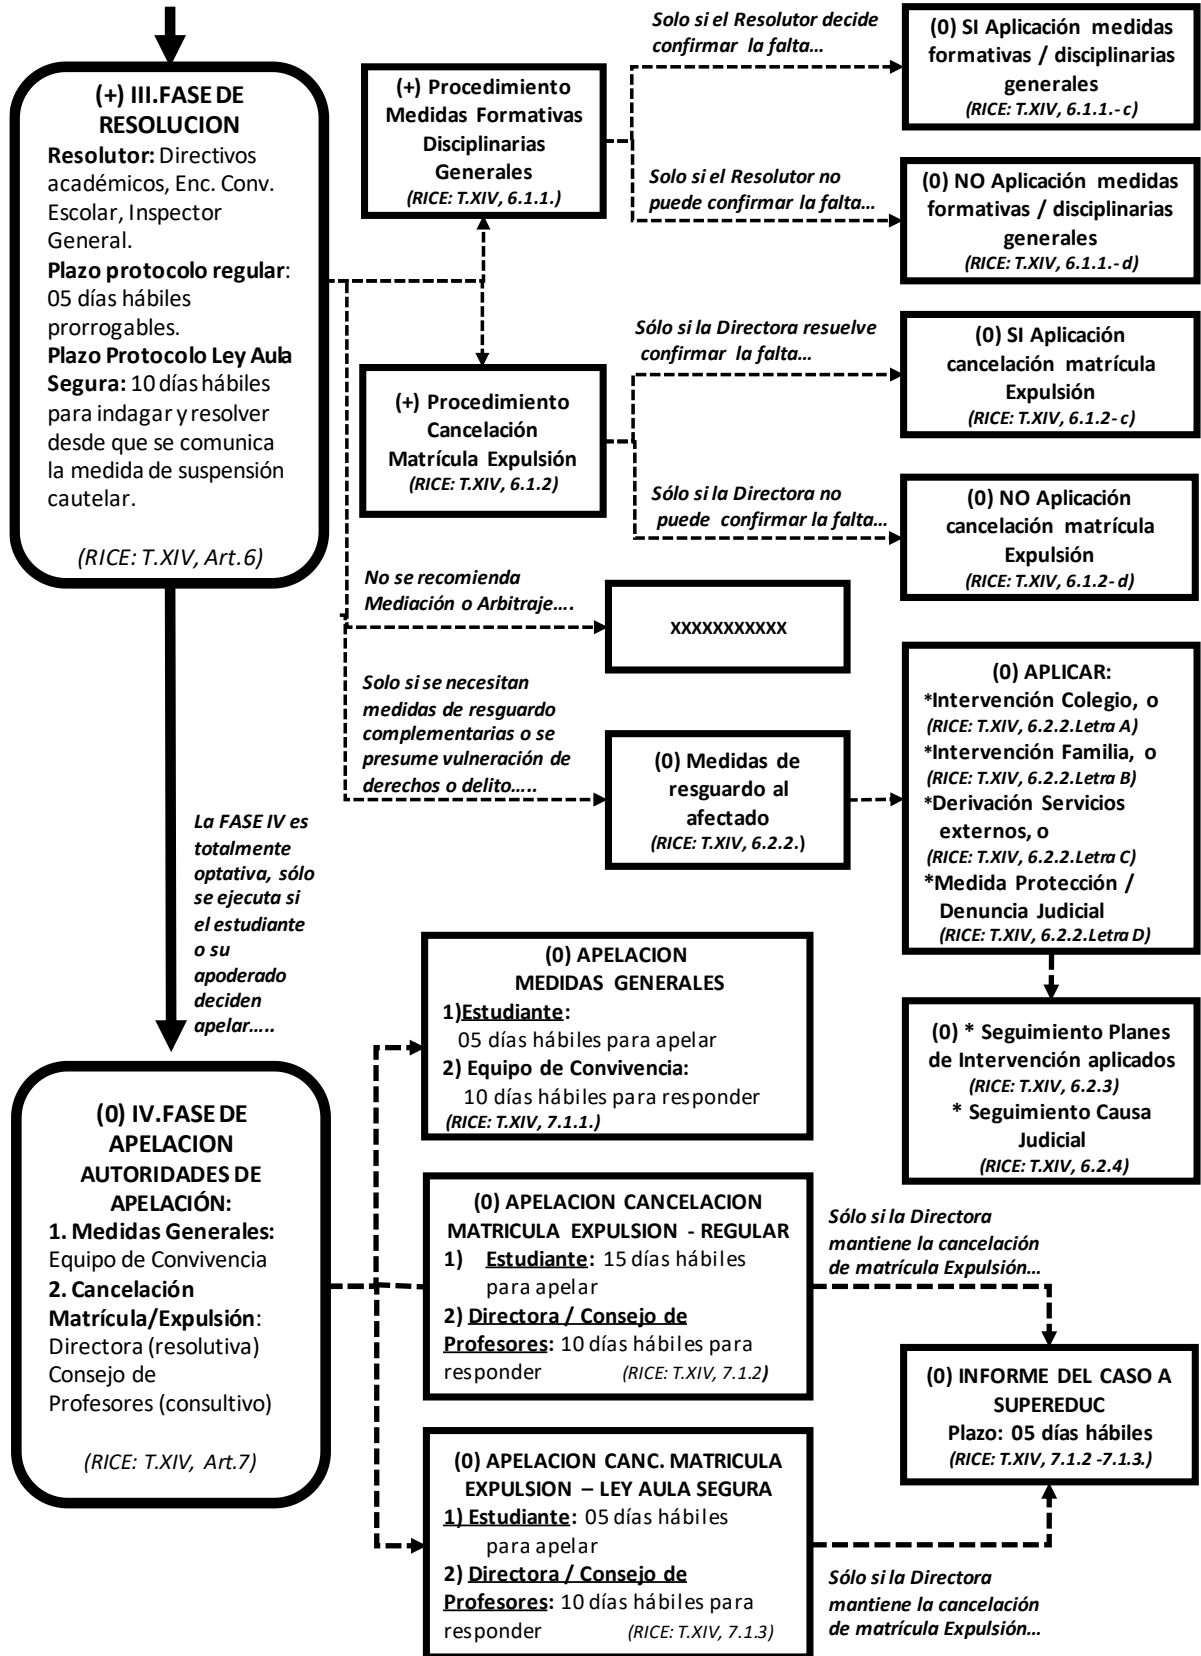 (+) III.FASE DE
RESOLUCION
Resolutor: Directivos
académicos, Enc. Conv.
Escolar, Inspector
General.
Plazo protocolo regular:
05 días hábiles
prorrogables.
Plazo Protocolo Ley Aula
Segura: 10 días hábiles
para indagar y resolver
desde que se comunica
la medida de suspensión
cautelar.
(RICE: T.XIV, Art.6)
(+) Procedimiento
Medidas Formativas
Disciplinarias
Generales
(RICE: T.XIV, 6.1.1.)
Solo si el Resolutor decide
confirmar la falta...
(0) SI Aplicación medidas
formativas / disciplinarias
generales
(RICE: T.XIV, 6.1.1.- c)
Solo si el Resolutor no
puede confirmar la falta...
(0) NO Aplicación medidas
formativas / disciplinarias
generales
(RICE: T.XIV, 6.1.1.- d)
(+) Procedimiento
Cancelación
Matrícula Expulsión
(RICE: T.XIV, 6.1.2)
Sólo si la Directora resuelve
confirmar la falta...
(0) SI Aplicación
cancelación matrícula
Expulsión
(RICE: T.XIV, 6.1.2- c)
Sólo si la Directora no
puede confirmar la falta...
(0) NO Aplicación
cancelación matrícula
Expulsión
(RICE: T.XIV, 6.1.2- d)
No se recomienda
Mediación o Arbitraje....
XXXXXXXXXXX
Solo si se necesitan
medidas de resguardo
complementarias o se
presume vulneración de
derechos o delito.....
(0) Medidas de
resguardo al
afectado
(RICE: T.XIV, 6.2.2.)
(0) APLICAR:
*Intervención Colegio, o
(RICE: T.XIV, 6.2.2.Letra A)
*Intervención Familia, o
(RICE: T.XIV, 6.2.2.Letra B)
*Derivación Servicios
externos, o
(RICE: T.XIV, 6.2.2.Letra C)
*Medida Protección /
Denuncia Judicial
(RICE: T.XIV, 6.2.2.Letra D)
(0) * Seguimiento Planes
de Intervención aplicados
(RICE: T.XIV, 6.2.3
* Seguimiento Causa
Judicial
(RICE: T.XIV, 6.2.4)
La FASE IV es
totalmente
optativa, sólo
se ejecuta si
el estudiante
o su
apoderado
deciden
apelar.....
(0) IV.FASE DE
APELACION
AUTORIDADES DE
APELACIÓN:
1. Medidas Generales:
Equipo de Convivencia
2. Cancelación
Matrícula/Expulsión:
Directora (resolutiva)
Consejo de
Profesores (consultivo)
(RICE: T.XIV, Art.7)
(0) APELACION
MEDIDAS GENERALES
1)Estudiante:
05 días hábiles para apelar
2) Equipo de Convivencia:
10 días hábiles para responder
(RICE: T.XIV, 7.1.1.)
(0) APELACION CANCELACION
MATRICULA EXPULSION - REGULAR
1) Estudiante: 15 días hábiles
para apelar
2) Directora / Consejo de
Profesores: 10 días hábiles para
responder (RICE: T.XIV, 7.1.2)
Sólo si la Directora
mantiene la cancelación
de matrícula Expulsión...
(0) INFORME DEL CASO A
SUPEREDUC
Plazo: 05 días hábiles
(RICE: T.XIV, 7.1.2 -7.1.3.)
(0) APELACION CANC. MATRICULA
EXPULSION – LEY AULA SEGURA
1) Estudiante: 05 días hábiles
para apelar
2) Directora / Consejo de
Profesores: 10 días hábiles para
responder (RICE: T.XIV, 7.1.3)
Sólo si la Directora
mantiene la cancelación
de matrícula Expulsión...